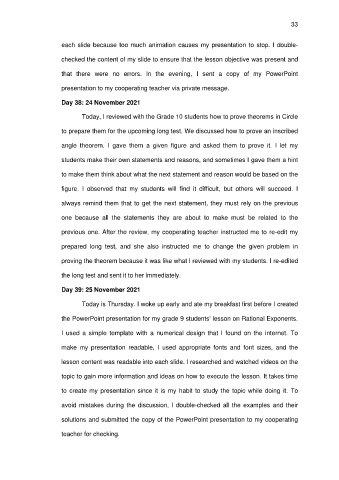 33
each slide because too much animation causes my presentation to stop. I double-
checked the content of my slide to ensure that the lesson objective was present and
that there were no errors. In the evening, I sent a copy of my PowerPoint
presentation to my cooperating teacher via private message.
Day 38: 24 November 2021
Today, I reviewed with the Grade 10 students how to prove theorems in Circle
to prepare them for the upcoming long test. We discussed how to prove an inscribed
angle theorem. I gave them a given figure and asked them to prove it. I let my
students make their own statements and reasons, and sometimes I gave them a hint
to make them think about what the next statement and reason would be based on the
figure. I observed that my students will find it difficult, but others will succeed. I
always remind them that to get the next statement, they must rely on the previous
one because all the statements they are about to make must be related to the
previous one. After the review, my cooperating teacher instructed me to re-edit my
prepared long test, and she also instructed me to change the given problem in
proving the theorem because it was like what I reviewed with my students. I re-edited
the long test and sent it to her immediately.
Day 39: 25 November 2021
Today is Thursday. I woke up early and ate my breakfast first before I created
the PowerPoint presentation for my grade 9 students' lesson on Rational Exponents.
I used a simple template with a numerical design that I found on the internet. To
make my presentation readable, I used appropriate fonts and font sizes, and the
lesson content was readable into each slide. I researched and watched videos on the
topic to gain more information and ideas on how to execute the lesson. It takes time
to create my presentation since it is my habit to study the topic while doing it. To
avoid mistakes during the discussion, I double-checked all the examples and their
solutions and submitted the copy of the PowerPoint presentation to my cooperating
teacher for checking.